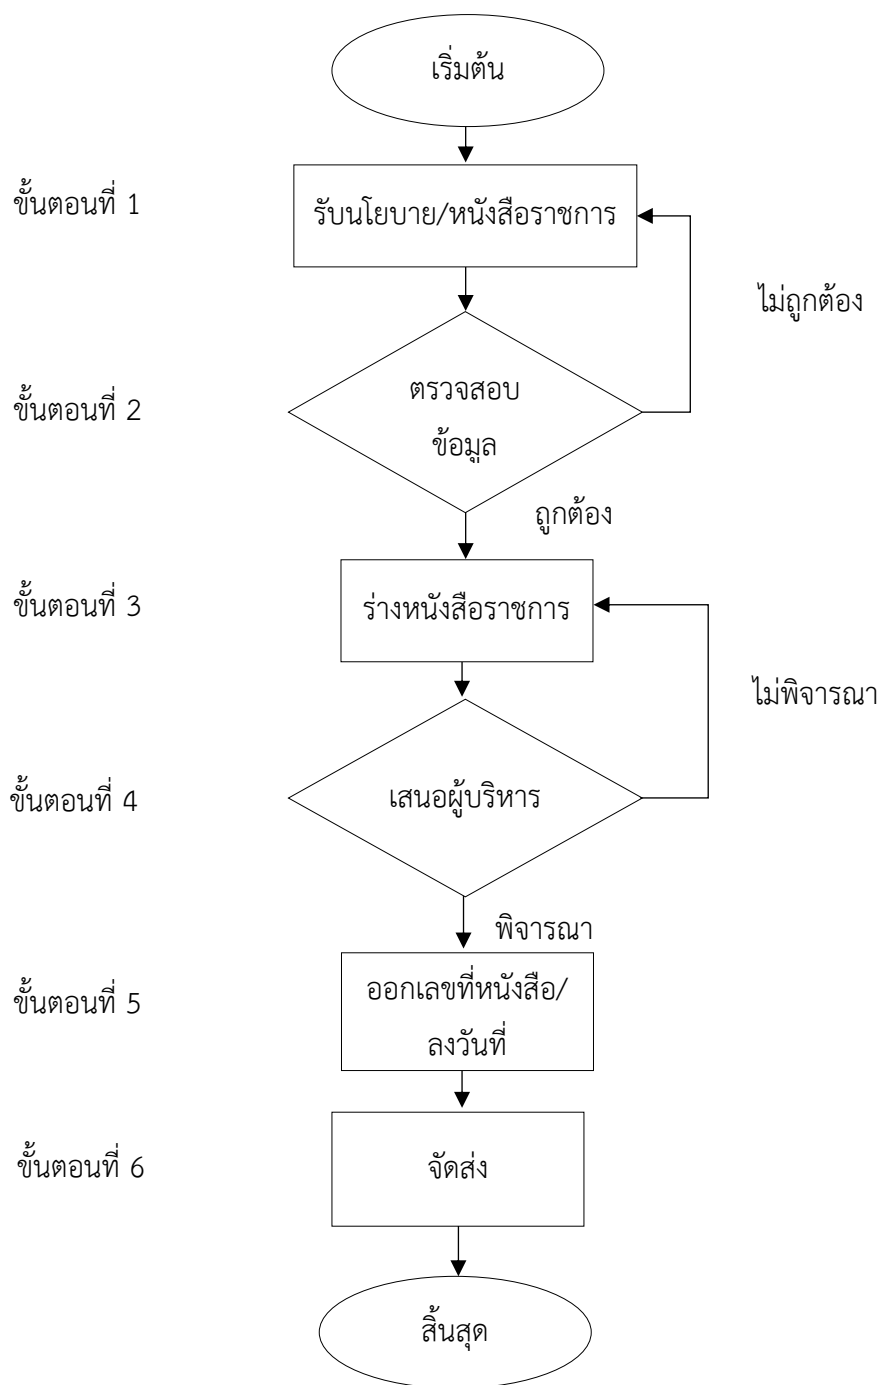 เริ่มต้น
ขั้นตอนที่ 1
รับนโยบาย/หนังสือราชการ
ไม่ถูกต้อง
ขั้นตอนที่ 2
ตรวจสอบ
ข้อมูล
ถูกต้อง
ขั้นตอนที่ 3
ร่างหนังสือราชการ
ไม่พิจารณา
ขั้นตอนที่ 4
เสนอผู้บริหาร
พิจารณา
ขั้นตอนที่ 5
ออกเลขที่หนังสือ/
ลงวันที่
ขั้นตอนที่ 6
จัดส่ง
สิ้นสุด